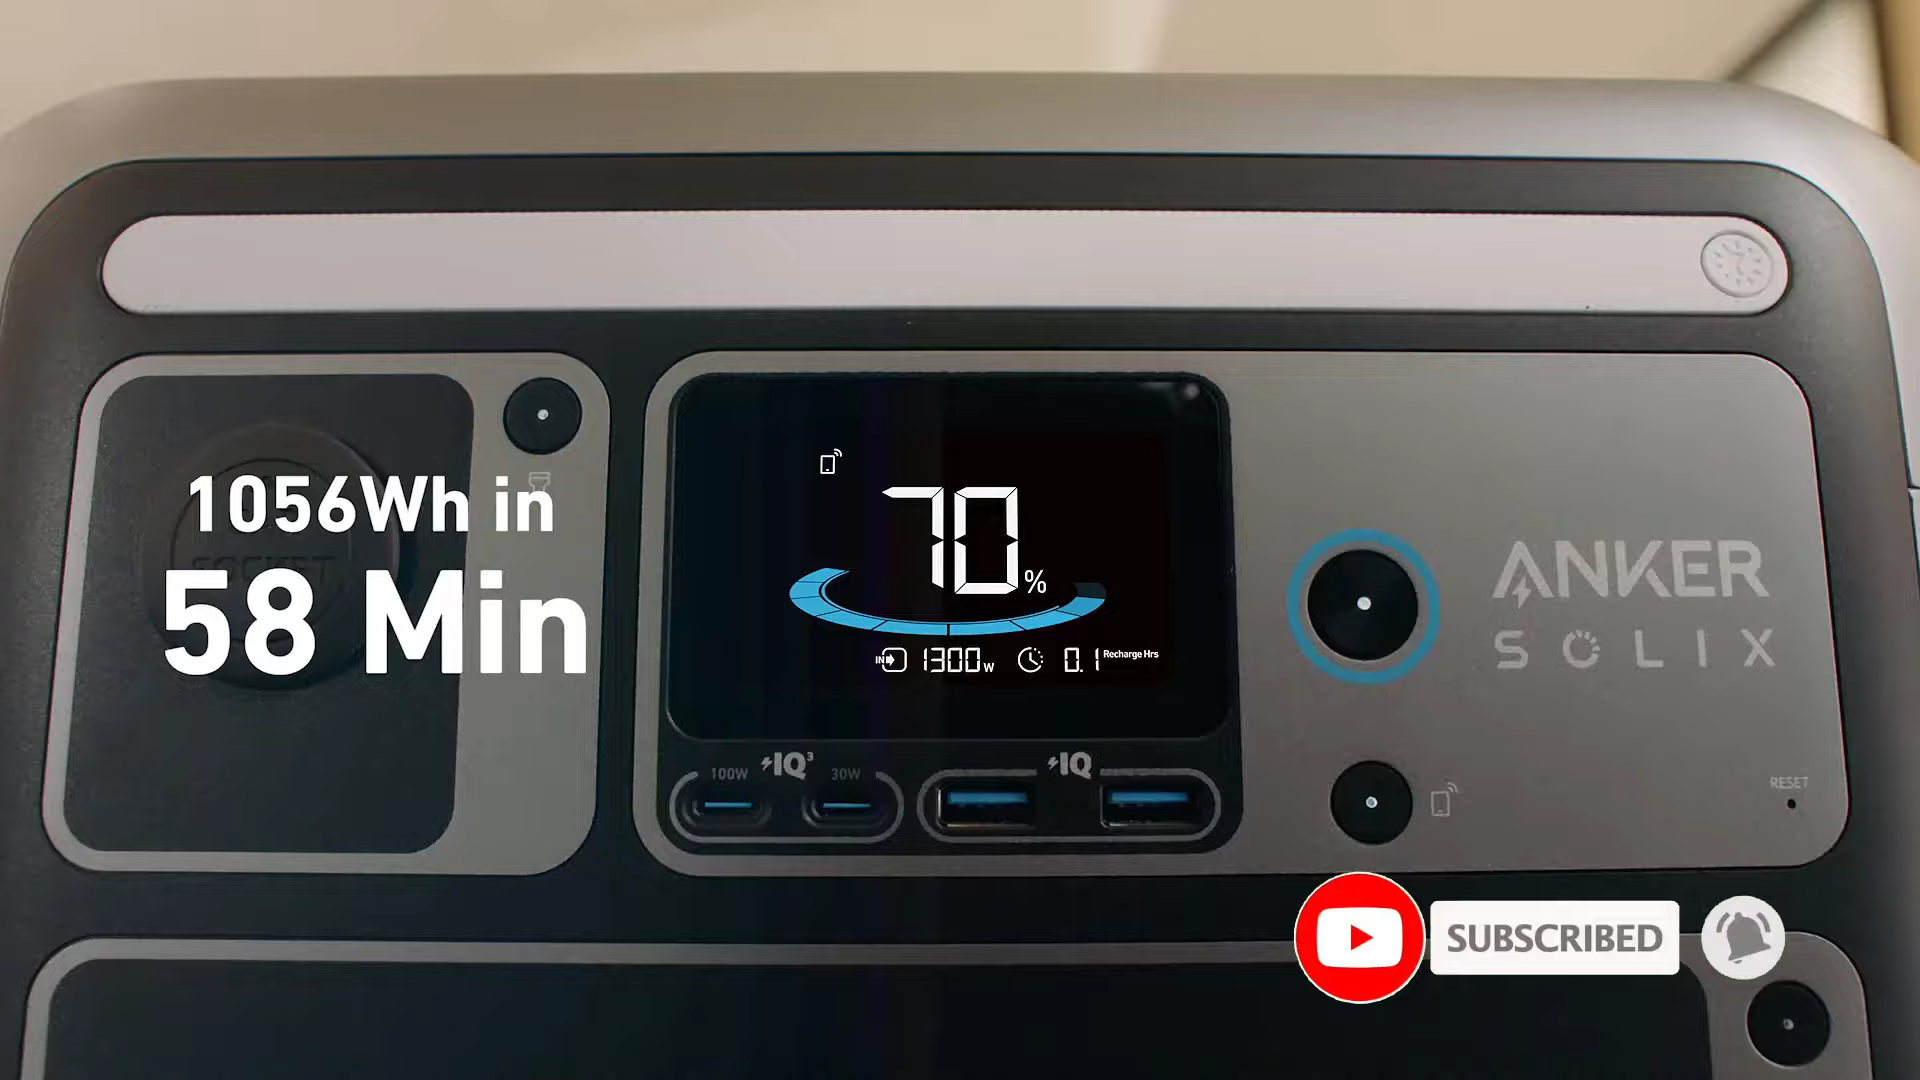 1056Wh in
58 Min
SOCKET
70%
IN 1300W 0.1 Recharge Hrs
ANKER
SOLIX
100W IQ3 30W
IQ
RESET
SUBSCRIBED